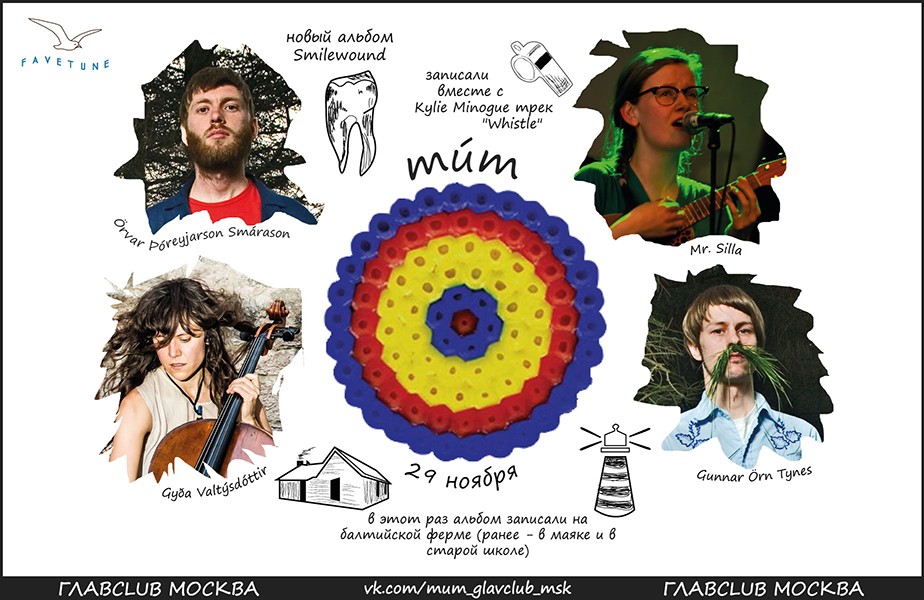 FAVETUNE
новый альбом
Smilewound
записали
вместе с
Kylie Minogue трек
"Whistle"
múm
Örvar Þóreyjarson Smárason
Mr. Silla
Gyða Valtýsdóttir
Gunnar Örn Tynes
29 ноября
в этот раз альбом записали на
балтийской ферме (ранее - в маяке и в
старой школе)
ГЛАВCLUB МОСКВА
vk.com/mum_glavclub_msk
ГЛАВCLUB МОСКВА